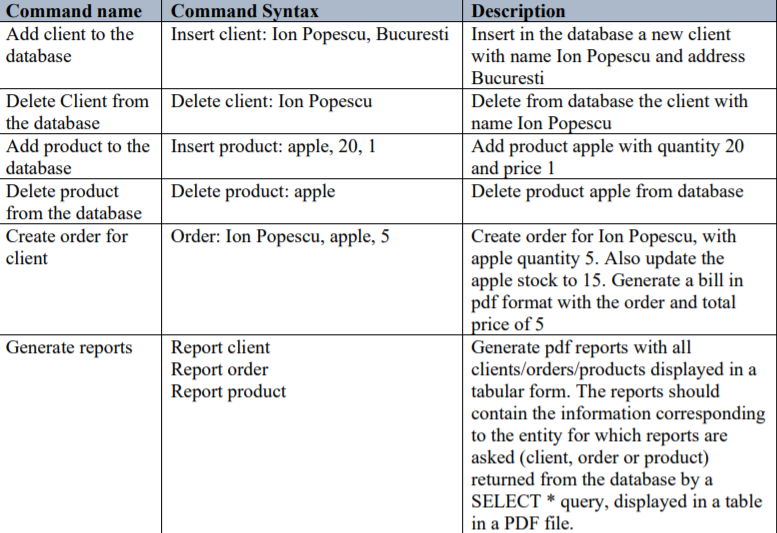 Command name Command Syntax Description
Add client to the database
Insert client: Ion Popescu, Bucuresti
Insert in the database a new client
with name Ion Popescu and address
Bucuresti
Delete Client from
the database
Delete client: Ion Popescu
Delete from database the client with
name Ion Popescu
Add product to the
database
Insert product: apple, 20, 1
Add product apple with quantity 20
and price 1
Delete product
from the database
Delete product: apple
Delete product apple from database
Create order for
client
Order: Ion Popescu, apple, 5
Create order for Ion Popescu, with
apple quantity 5. Also update the
apple stock to 15. Generate a bill in
pdf format with the order and total
price of 5
Generate reports
Report client
Report order
Report product
Generate pdf reports with all
clients/orders/products displayed in a
tabular form. The reports should
contain the information corresponding
to the entity for which reports are
asked (client, order or product)
returned from the database by a
SELECT * query, displayed in a table
in a PDF file.